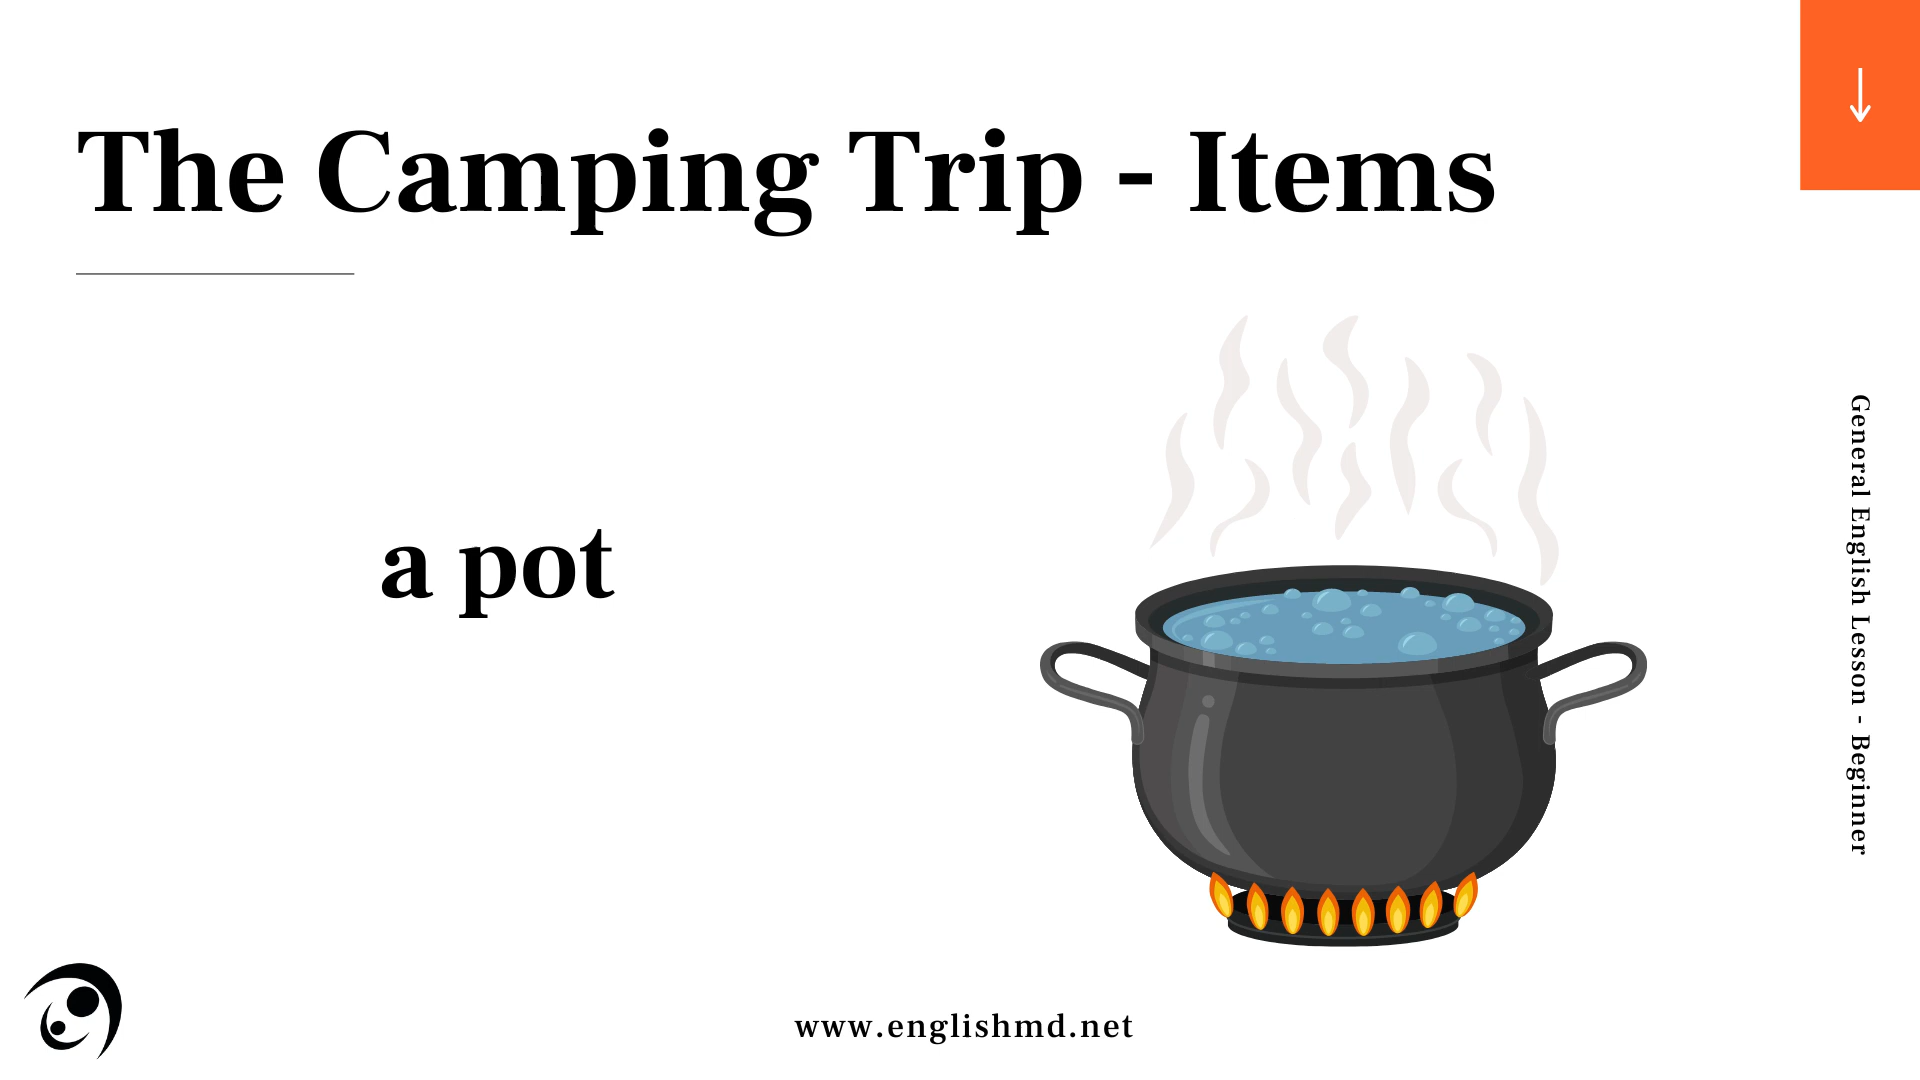 The Camping Trip - Items
a pot
General English Lesson - Beginner
www.englishmd.net